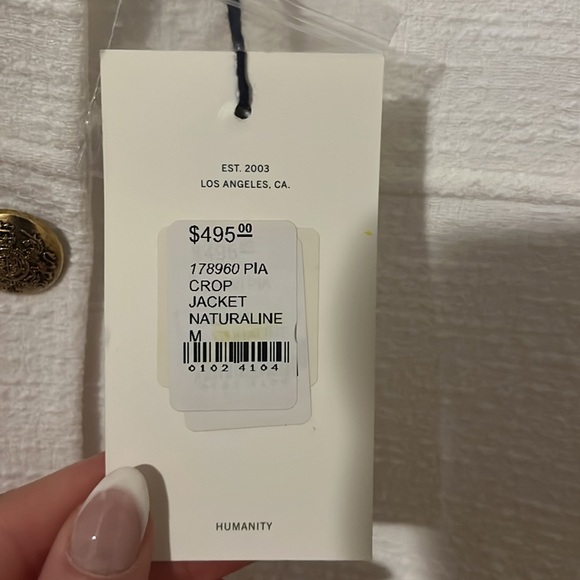 EST. 2003
LOS ANGELES, CA.
$495 00
178960 PIA
CROP
JACKET
NATURALINE
M
0102 4104
HUMANITY